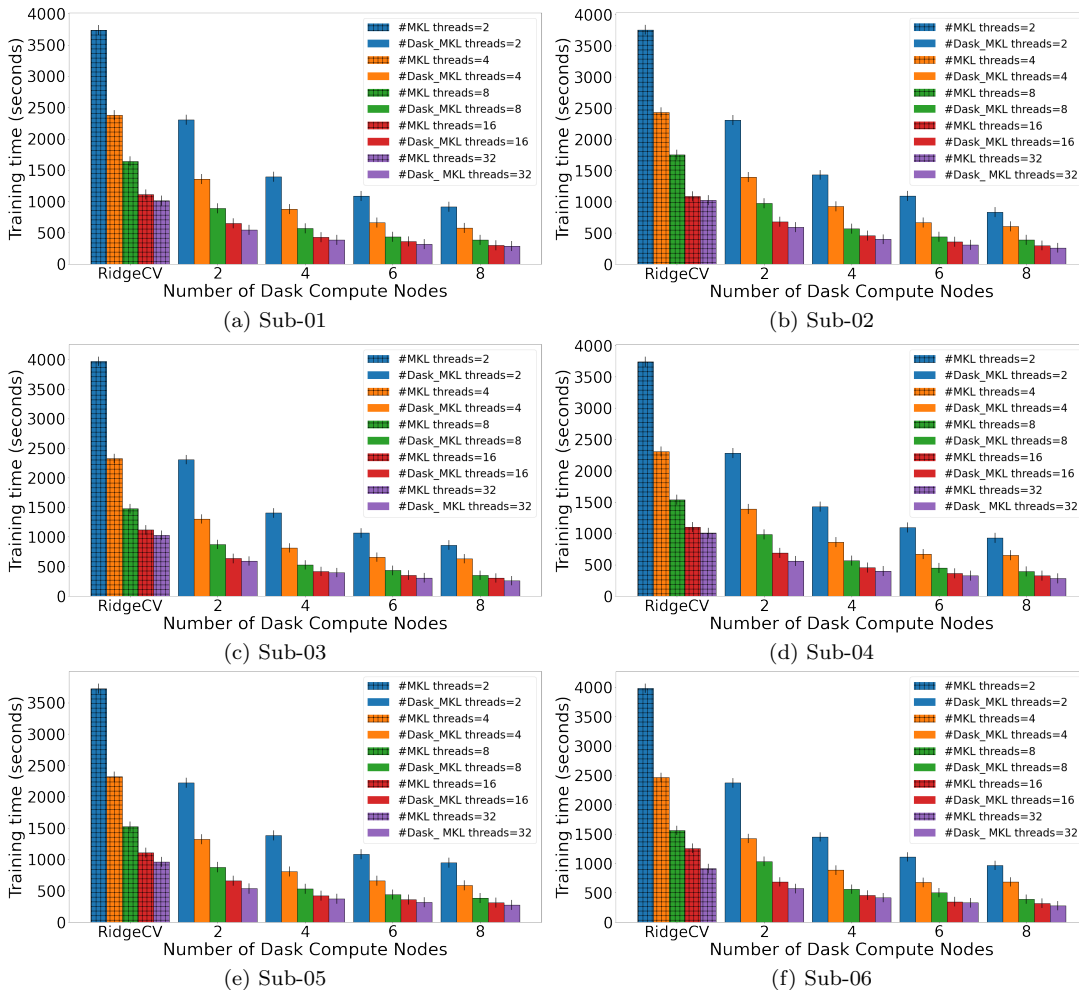 4000
3500
3000
2500
2000
1500
1000
500
0
Training time (seconds)
#MKL threads=2
#Dask_MKL threads=2
#MKL threads=4
#Dask_MKL threads=4
#MKL threads=8
#Dask_MKL threads=8
#MKL threads=16
#Dask_MKL threads=16
#MKL threads=32
#Dask_ MKL threads=32
RidgeCV 2 4 6 8
Number of Dask Compute Nodes
(a) Sub-01
4000
3500
3000
2500
2000
1500
1000
500
0
Training time (seconds)
#MKL threads=2
#Dask_MKL threads=2
#MKL threads=4
#Dask_MKL threads=4
#MKL threads=8
#Dask_MKL threads=8
#MKL threads=16
#Dask_MKL threads=16
#MKL threads=32
#Dask_MKL threads=32
RidgeCV 2 4 6 8
Number of Dask Compute Nodes
(b) Sub-02
4000
3500
3000
2500
2000
1500
1000
500
0
Training time (seconds)
#MKL threads=2
#Dask_MKL threads=2
#MKL threads=4
#Dask_MKL threads=4
#MKL threads=8
#Dask_MKL threads=8
#MKL threads=16
#Dask_MKL threads=16
#MKL threads=32
#Dask_ MKL threads=32
RidgeCV 2 4 6 8
Number of Dask Compute Nodes
(c) Sub-03
4000
3500
3000
2500
2000
1500
1000
500
0
Training time (seconds)
#MKL threads=2
#Dask_MKL threads=2
#MKL threads=4
#Dask_MKL threads=4
#MKL threads=8
#Dask_MKL threads=8
#MKL threads=16
#Dask_MKL threads=16
#MKL threads=32
#Dask_MKL threads=32
RidgeCV 2 4 6 8
Number of Dask Compute Nodes
(d) Sub-04
3500
3000
2500
2000
1500
1000
500
0
Training time (seconds)
#MKL threads=2
#Dask_MKL threads=2
#MKL threads=4
#Dask_MKL threads=4
#MKL threads=8
#Dask_MKL threads=8
#MKL threads=16
#Dask_MKL threads=16
#MKL threads=32
#Dask_ MKL threads=32
RidgeCV 2 4 6 8
Number of Dask Compute Nodes
(e) Sub-05
4000
3500
3000
2500
2000
1500
1000
500
0
Training time (seconds)
#MKL threads=2
#Dask_MKL threads=2
#MKL threads=4
#Dask_MKL threads=4
#MKL threads=8
#Dask_MKL threads=8
#MKL threads=16
#Dask_MKL threads=16
#MKL threads=32
#Dask_MKL threads=32
RidgeCV 2 4 6 8
Number of Dask Compute Nodes
(f) Sub-06